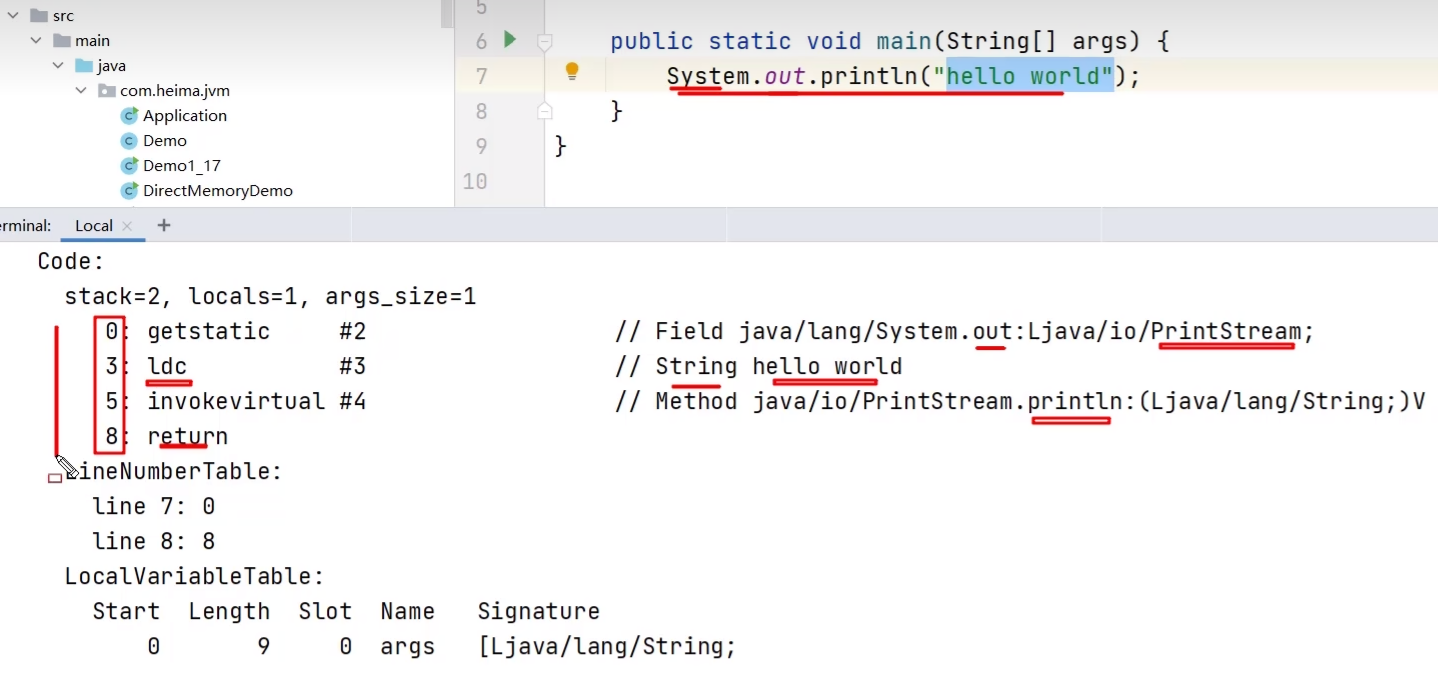 src
main
java
com.heima.jvm
Application
Demo
Demo1_17
DirectMemoryDemo
5
6 public static void main(String[] args) {
7 System.out.println("hello world");
8 }
9 }
10
erminal: Local × +
Code:
stack=2, locals=1, args_size=1
0: getstatic #2 // Field java/lang/System.out:Ljava/io/PrintStream;
3: ldc #3 // String hello world
5: invokevirtual #4 // Method java/io/PrintStream.println:(Ljava/lang/String;)V
8: return
LineNumberTable:
line 7: 0
line 8: 8
LocalVariableTable:
Start Length Slot Name Signature
0 9 0 args [Ljava/lang/String;